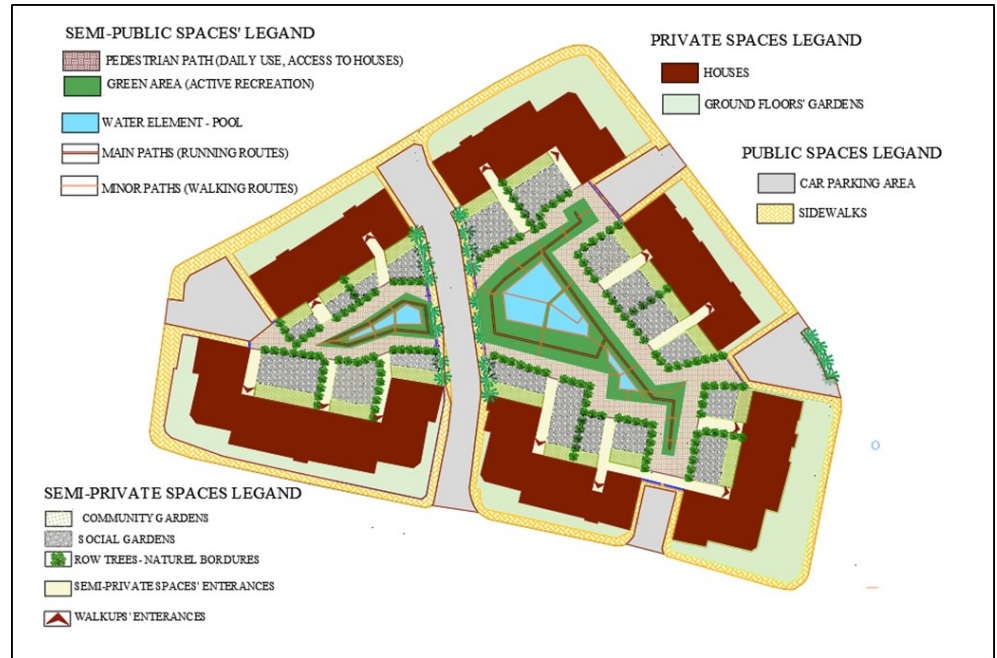 SEMI-PUBLIC SPACES' LEGAND
PEDESTRIAN PATH (DAILY USE, ACCESS TO HOUSES)
GREEN AREA (ACTIVE RECREATION)
WATER ELEMENT - POOL
MAIN PATHS (RUNNING ROUTES)
MINOR PATHS (WALKING ROUTES)
PRIVATE SPACES LEGAND
HOUSES
GROUND FLOORS' GARDENS
PUBLIC SPACES LEGAND
CAR PARKING AREA
SIDEWALKS
SEMI-PRIVATE SPACES LEGAND
COMMUNITY GARDENS
SOCIAL GARDENS
ROW TREES- NATUREL BORDURES
SEMI-PRIVATE SPACES' ENTERANCES
WALKUPS' ENTERANCES